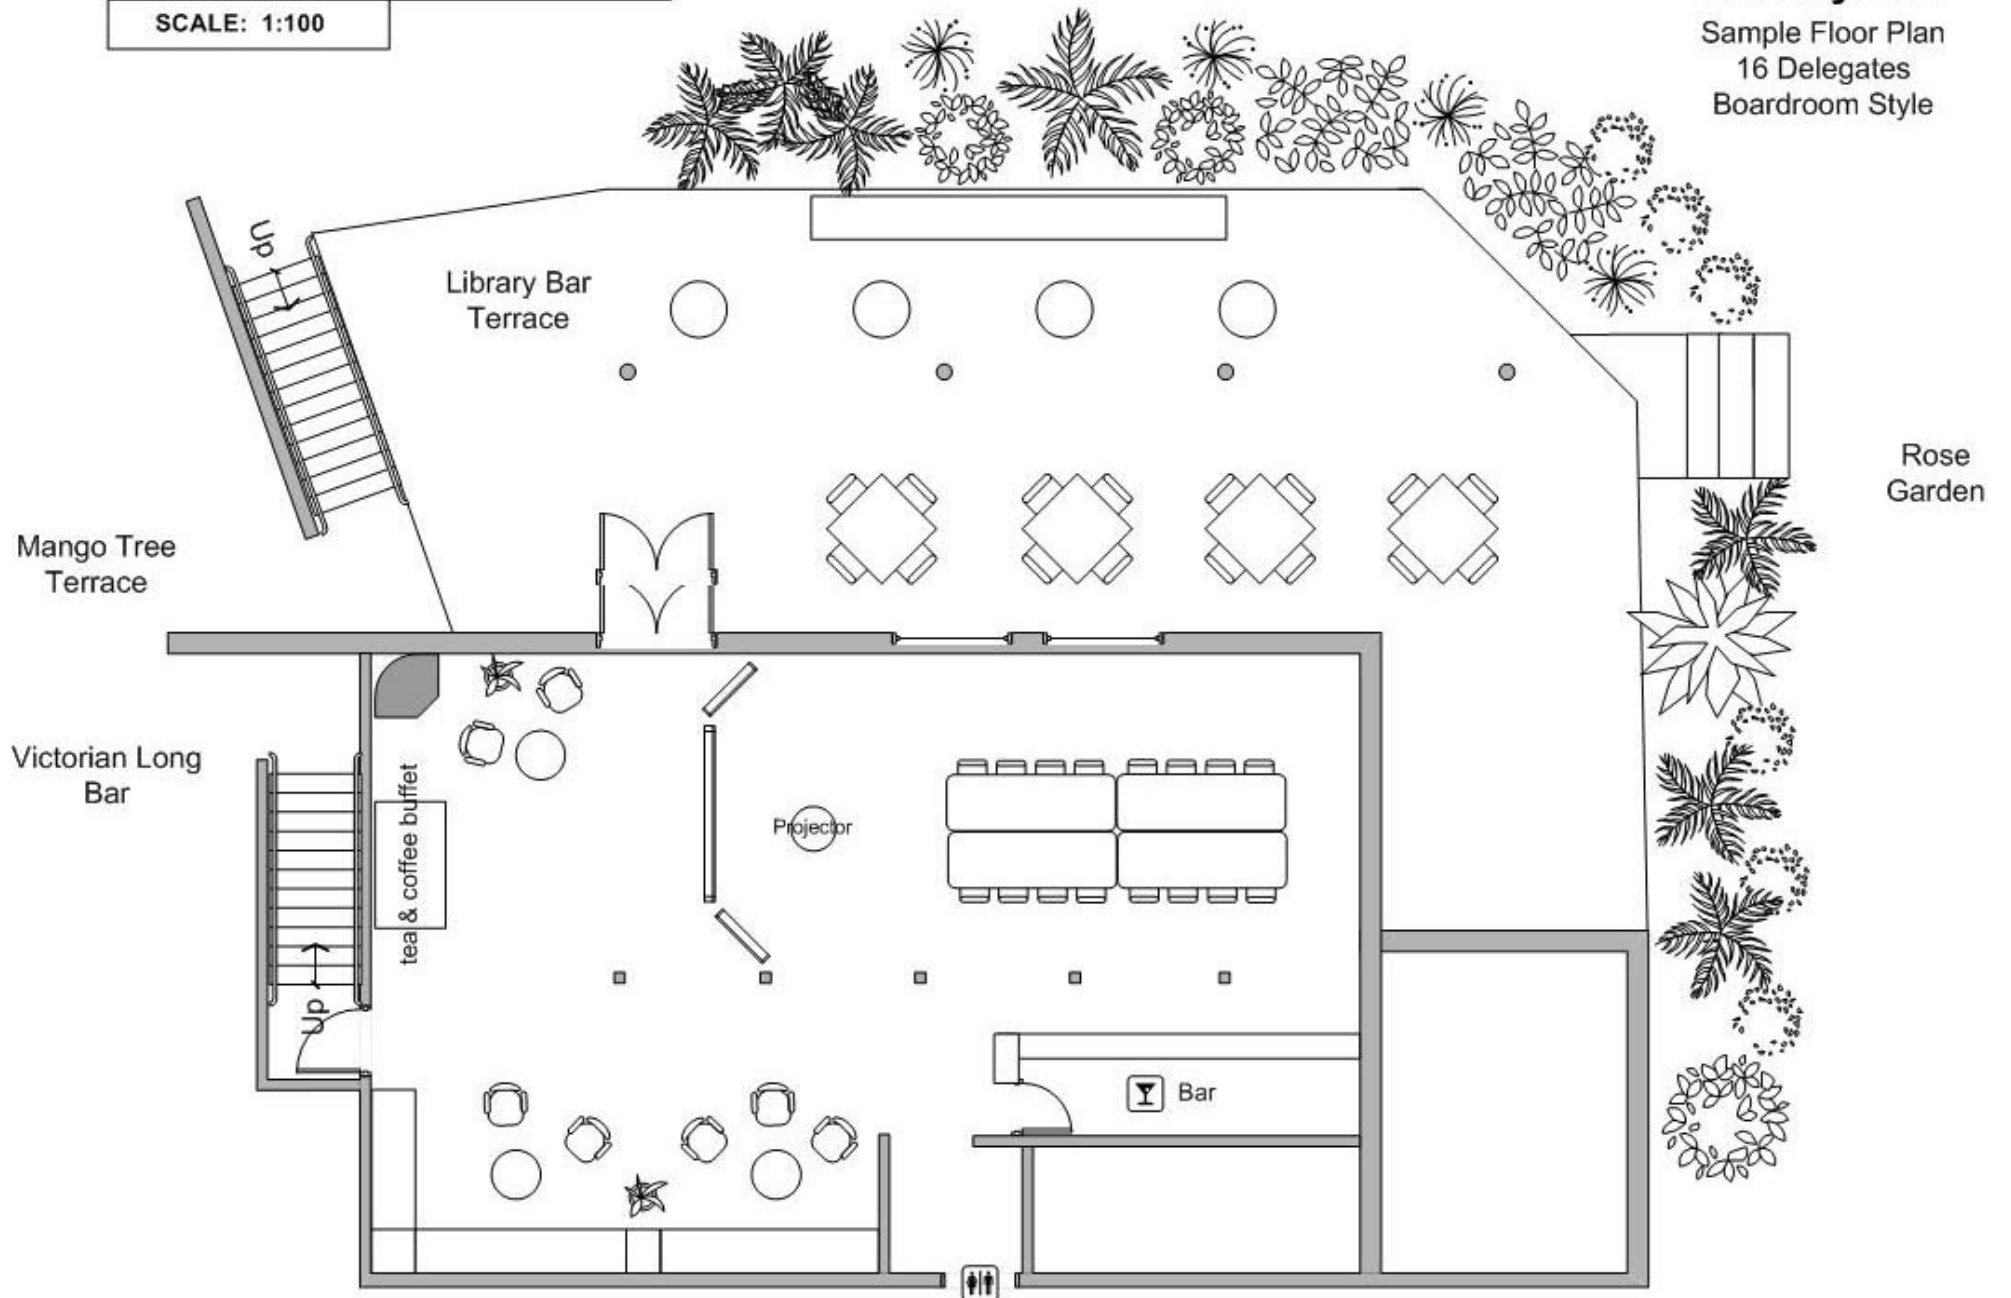 SCALE: 1:100
Sample Floor Plan
16 Delegates
Boardroom Style
Up
Library Bar
Terrace
Rose
Garden
Mango Tree
Terrace
Victorian Long
Bar
tea & coffee buffet
Projector
Up
Bar